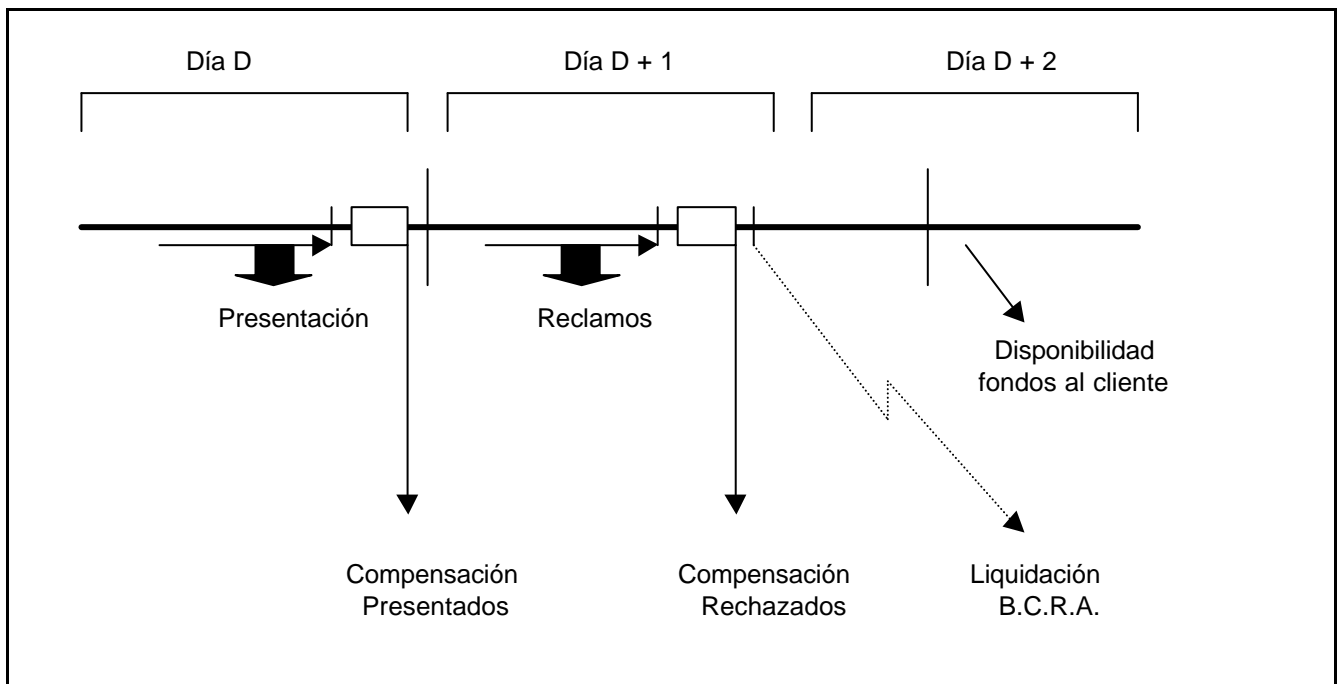 Día D
Día D + 1
Día D + 2
Presentación
Reclamos
Disponibilidad
fondos al cliente
Compensación
Presentados
Compensación
Rechazados
Liquidación
B.C.R.A.